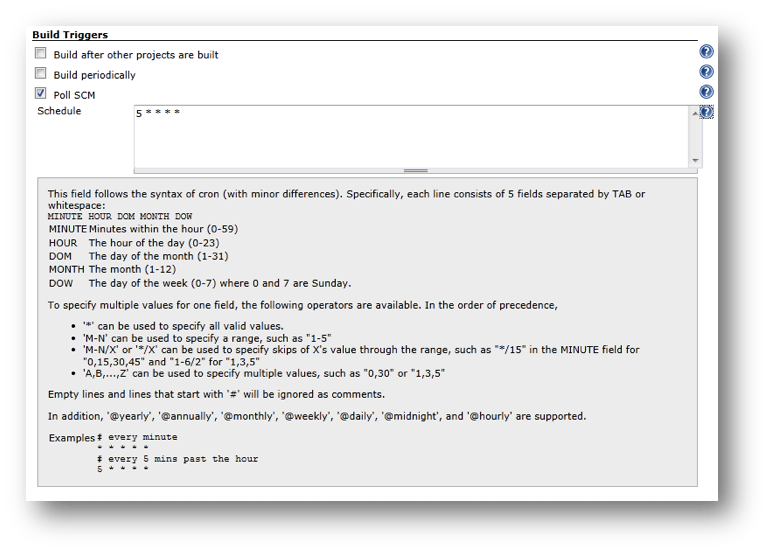 Build Triggers
Build after other projects are built
Build periodically
Poll SCM
Schedule
5 * * * *
This field follows the syntax of cron (with minor differences). Specifically, each line consists of 5 fields separated by TAB or
whitespace:
MINUTE HOUR DOM MONTH DOW
MINUTE Minutes within the hour (0-59)
HOUR The hour of the day (0-23)
DOM The day of the month (1-31)
MONTH The month (1-12)
DOW The day of the week (0-7) where 0 and 7 are Sunday.
To specify multiple values for one field, the following operators are available. In the order of precedence,
• '*' can be used to specify all valid values.
• 'M-N' can be used to specify a range, such as "1-5"
• 'M-N/X' or '*/X' can be used to specify skips of X's value through the range, such as "*/15" in the MINUTE field for
"0,15,30,45" and "1-6/2" for "1,3,5"
• 'A,B,...,Z' can be used to specify multiple values, such as "0,30" or "1,3,5"
Empty lines and lines that start with '#' will be ignored as comments.
In addition, '@yearly', '@annually', '@monthly', '@weekly', '@daily', '@midnight', and '@hourly' are supported.
Examples # every minute
* * * * *
# every 5 mins past the hour
5 * * * *